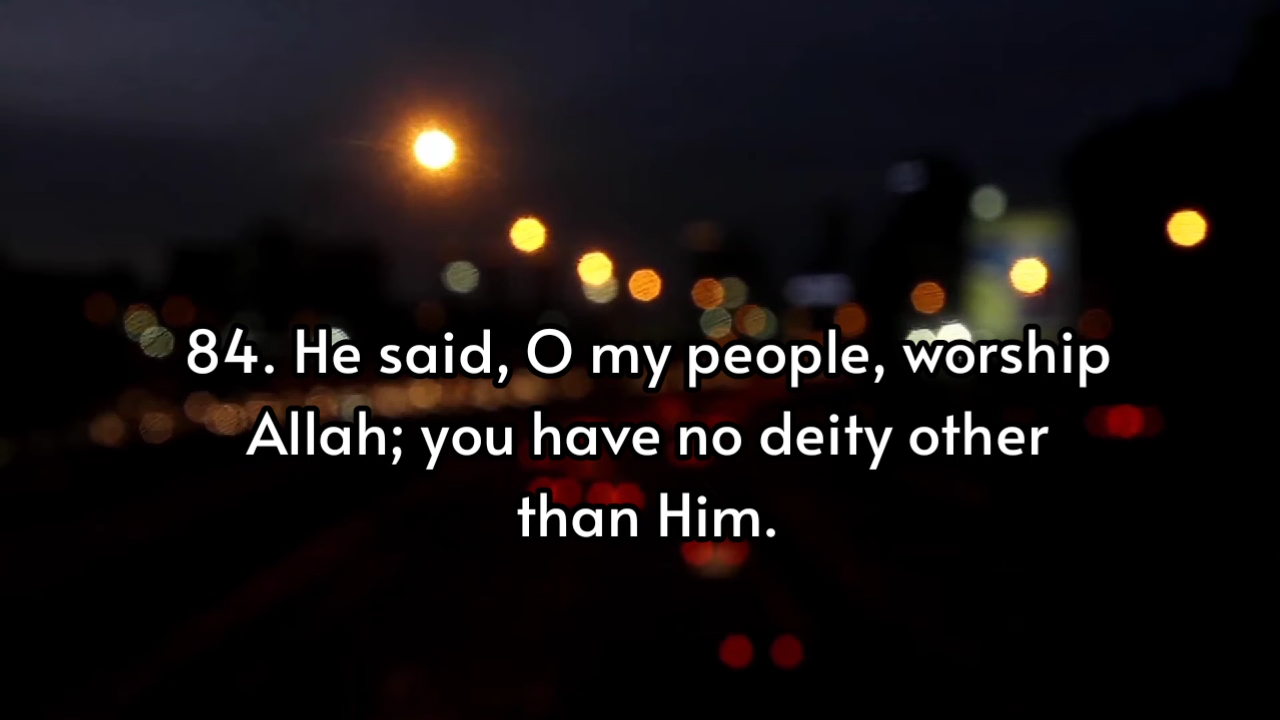 84. He said, O my people, worship
Allah; you have no deity other
than Him.